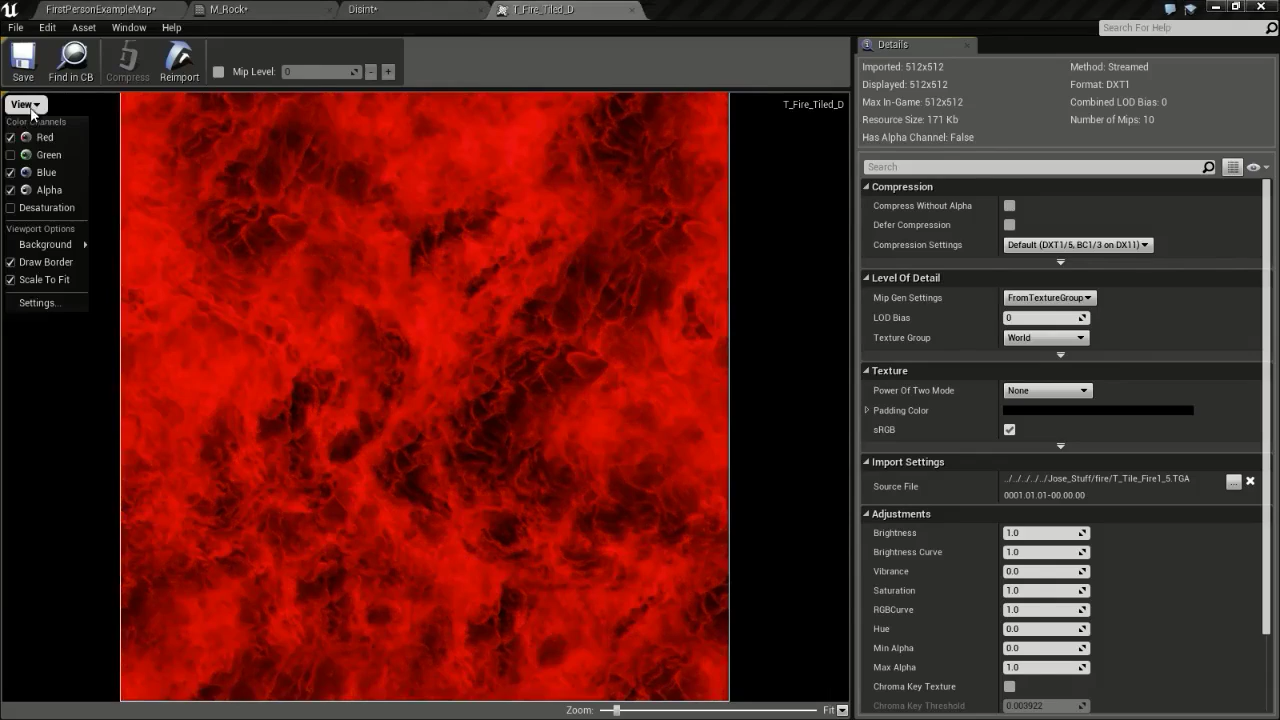 FirstPersonExampleMap*
M_Rock*
Disint*
T_Fire_Tiled_D
File Edit Asset Window Help
Search For Help
Save Find in CB Compress Reimport
Mip Level: 0
- +
View
Color Channels
Red
Green
Blue
Alpha
Desaturation
Viewport Options
Background
Draw Border
Scale To Fit
Settings...
T_Fire_Tiled_D
Zoom: Fit
Details
Imported: 512x512 Method: Streamed
Displayed: 512x512 Format: DXT1
Max In-Game: 512x512 Combined LOD Bias: 0
Resource Size: 171 Kb Number of Mips: 10
Has Alpha Channel: False
Search
Compression
Compress Without Alpha
Defer Compression
Compression Settings Default (DXT1/5, BC1/3 on DX11)
Level Of Detail
Mip Gen Settings FromTextureGroup
LOD Bias 0
Texture Group World
Texture
Power Of Two Mode None
Padding Color
sRGB
Import Settings
Source File ../../../../../Jose_Stuff/fire/T_Tile_Fire1_5.TGA ...
0001.01.01-00.00.00
Adjustments
Brightness 1.0
Brightness Curve 1.0
Vibrance 0.0
Saturation 1.0
RGBCurve 1.0
Hue 0.0
Min Alpha 0.0
Max Alpha 1.0
Chroma Key Texture
Chroma Key Threshold 0.003922